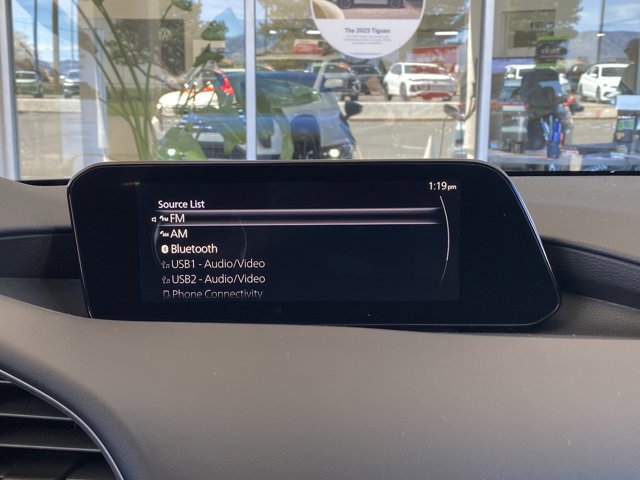 The 2025 Tiguan
1:19pm
Source List
FM
AM
Bluetooth
USB1 - Audio/Video
USB2 - Audio/Video
Phone Connectivity